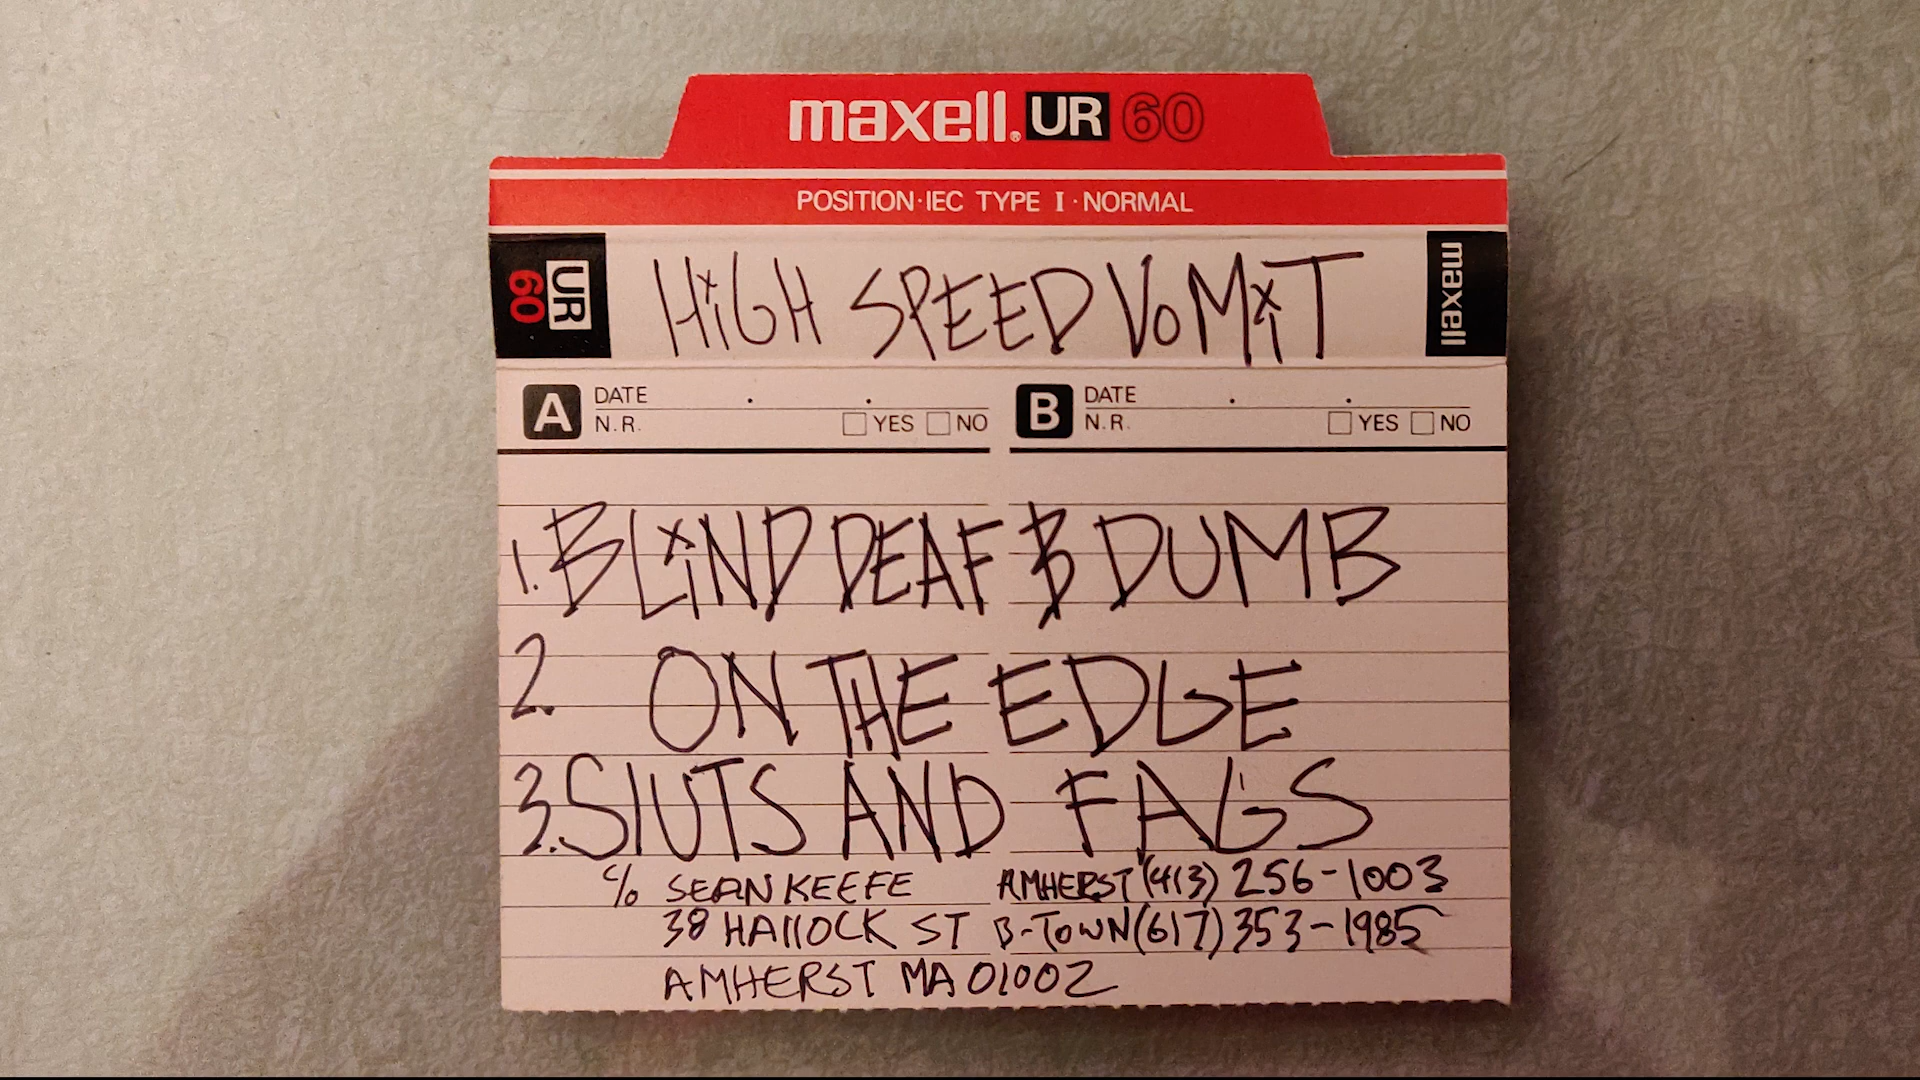 maxell. UR 60
POSITION·IEC TYPE I·NORMAL
UR 60
HiGH SPEED VoMiT
maxell
A DATE . . B DATE . .
N.R. YES NO N.R. YES NO
1. BLiND DEAF & DUMB
2. ON THE EDGE
3. SlUTS AND FAGS
c/o SEAN KEEFE AMHERST (413) 256-1003
38 HAllOCK ST B-TOWN (617) 353-1985
AMHERST MA 01002